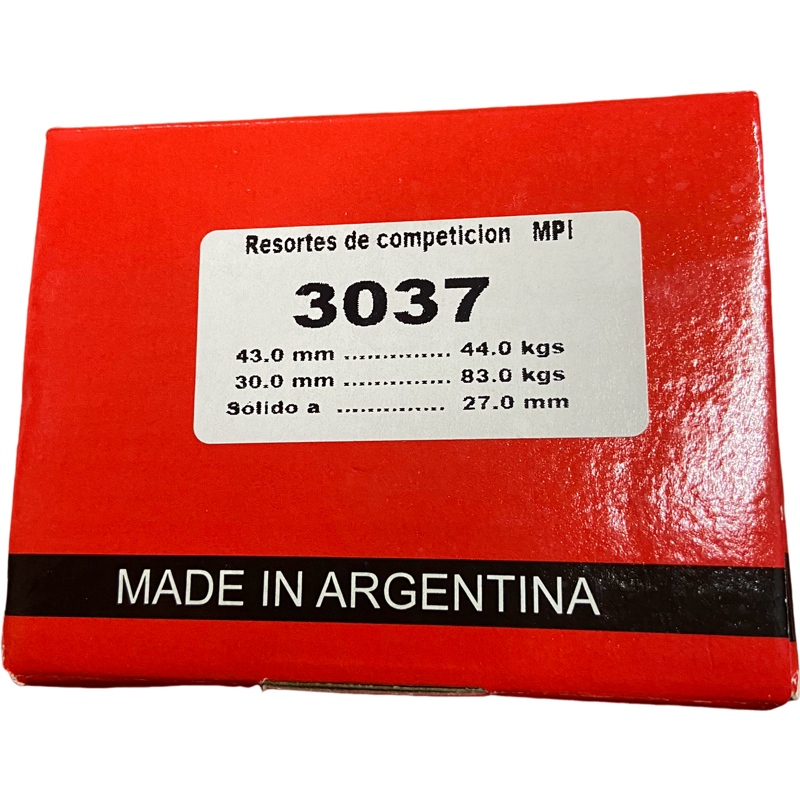 Resortes de competicion MPI
3037
43.0 mm .............. 44.0 kgs
30.0 mm .............. 83.0 kgs
Sólido a .............. 27.0 mm
MADE IN ARGENTINA